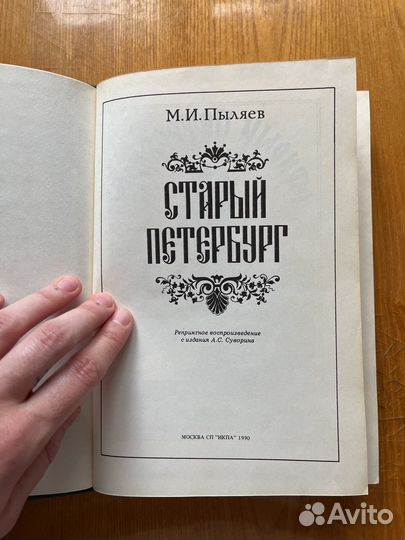 М.И. Пыляев
СТАРЫЙ
ПЕТЕРБУРГ
Репринтное воспроизведение
с издания А.С. Суворина
МОСКВА СП "ИКПА" 1990
Avito